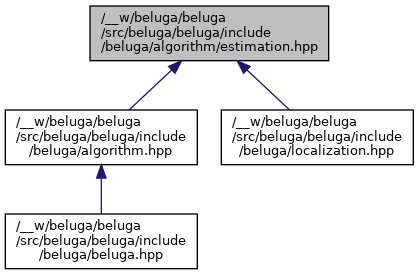 /__w/beluga/beluga
/src/beluga/beluga/include
/beluga/algorithm/estimation.hpp
/__w/beluga/beluga
/src/beluga/beluga/include
/beluga/algorithm.hpp
/__w/beluga/beluga
/src/beluga/beluga/include
/beluga/localization.hpp
/__w/beluga/beluga
/src/beluga/beluga/include
/beluga/beluga.hpp